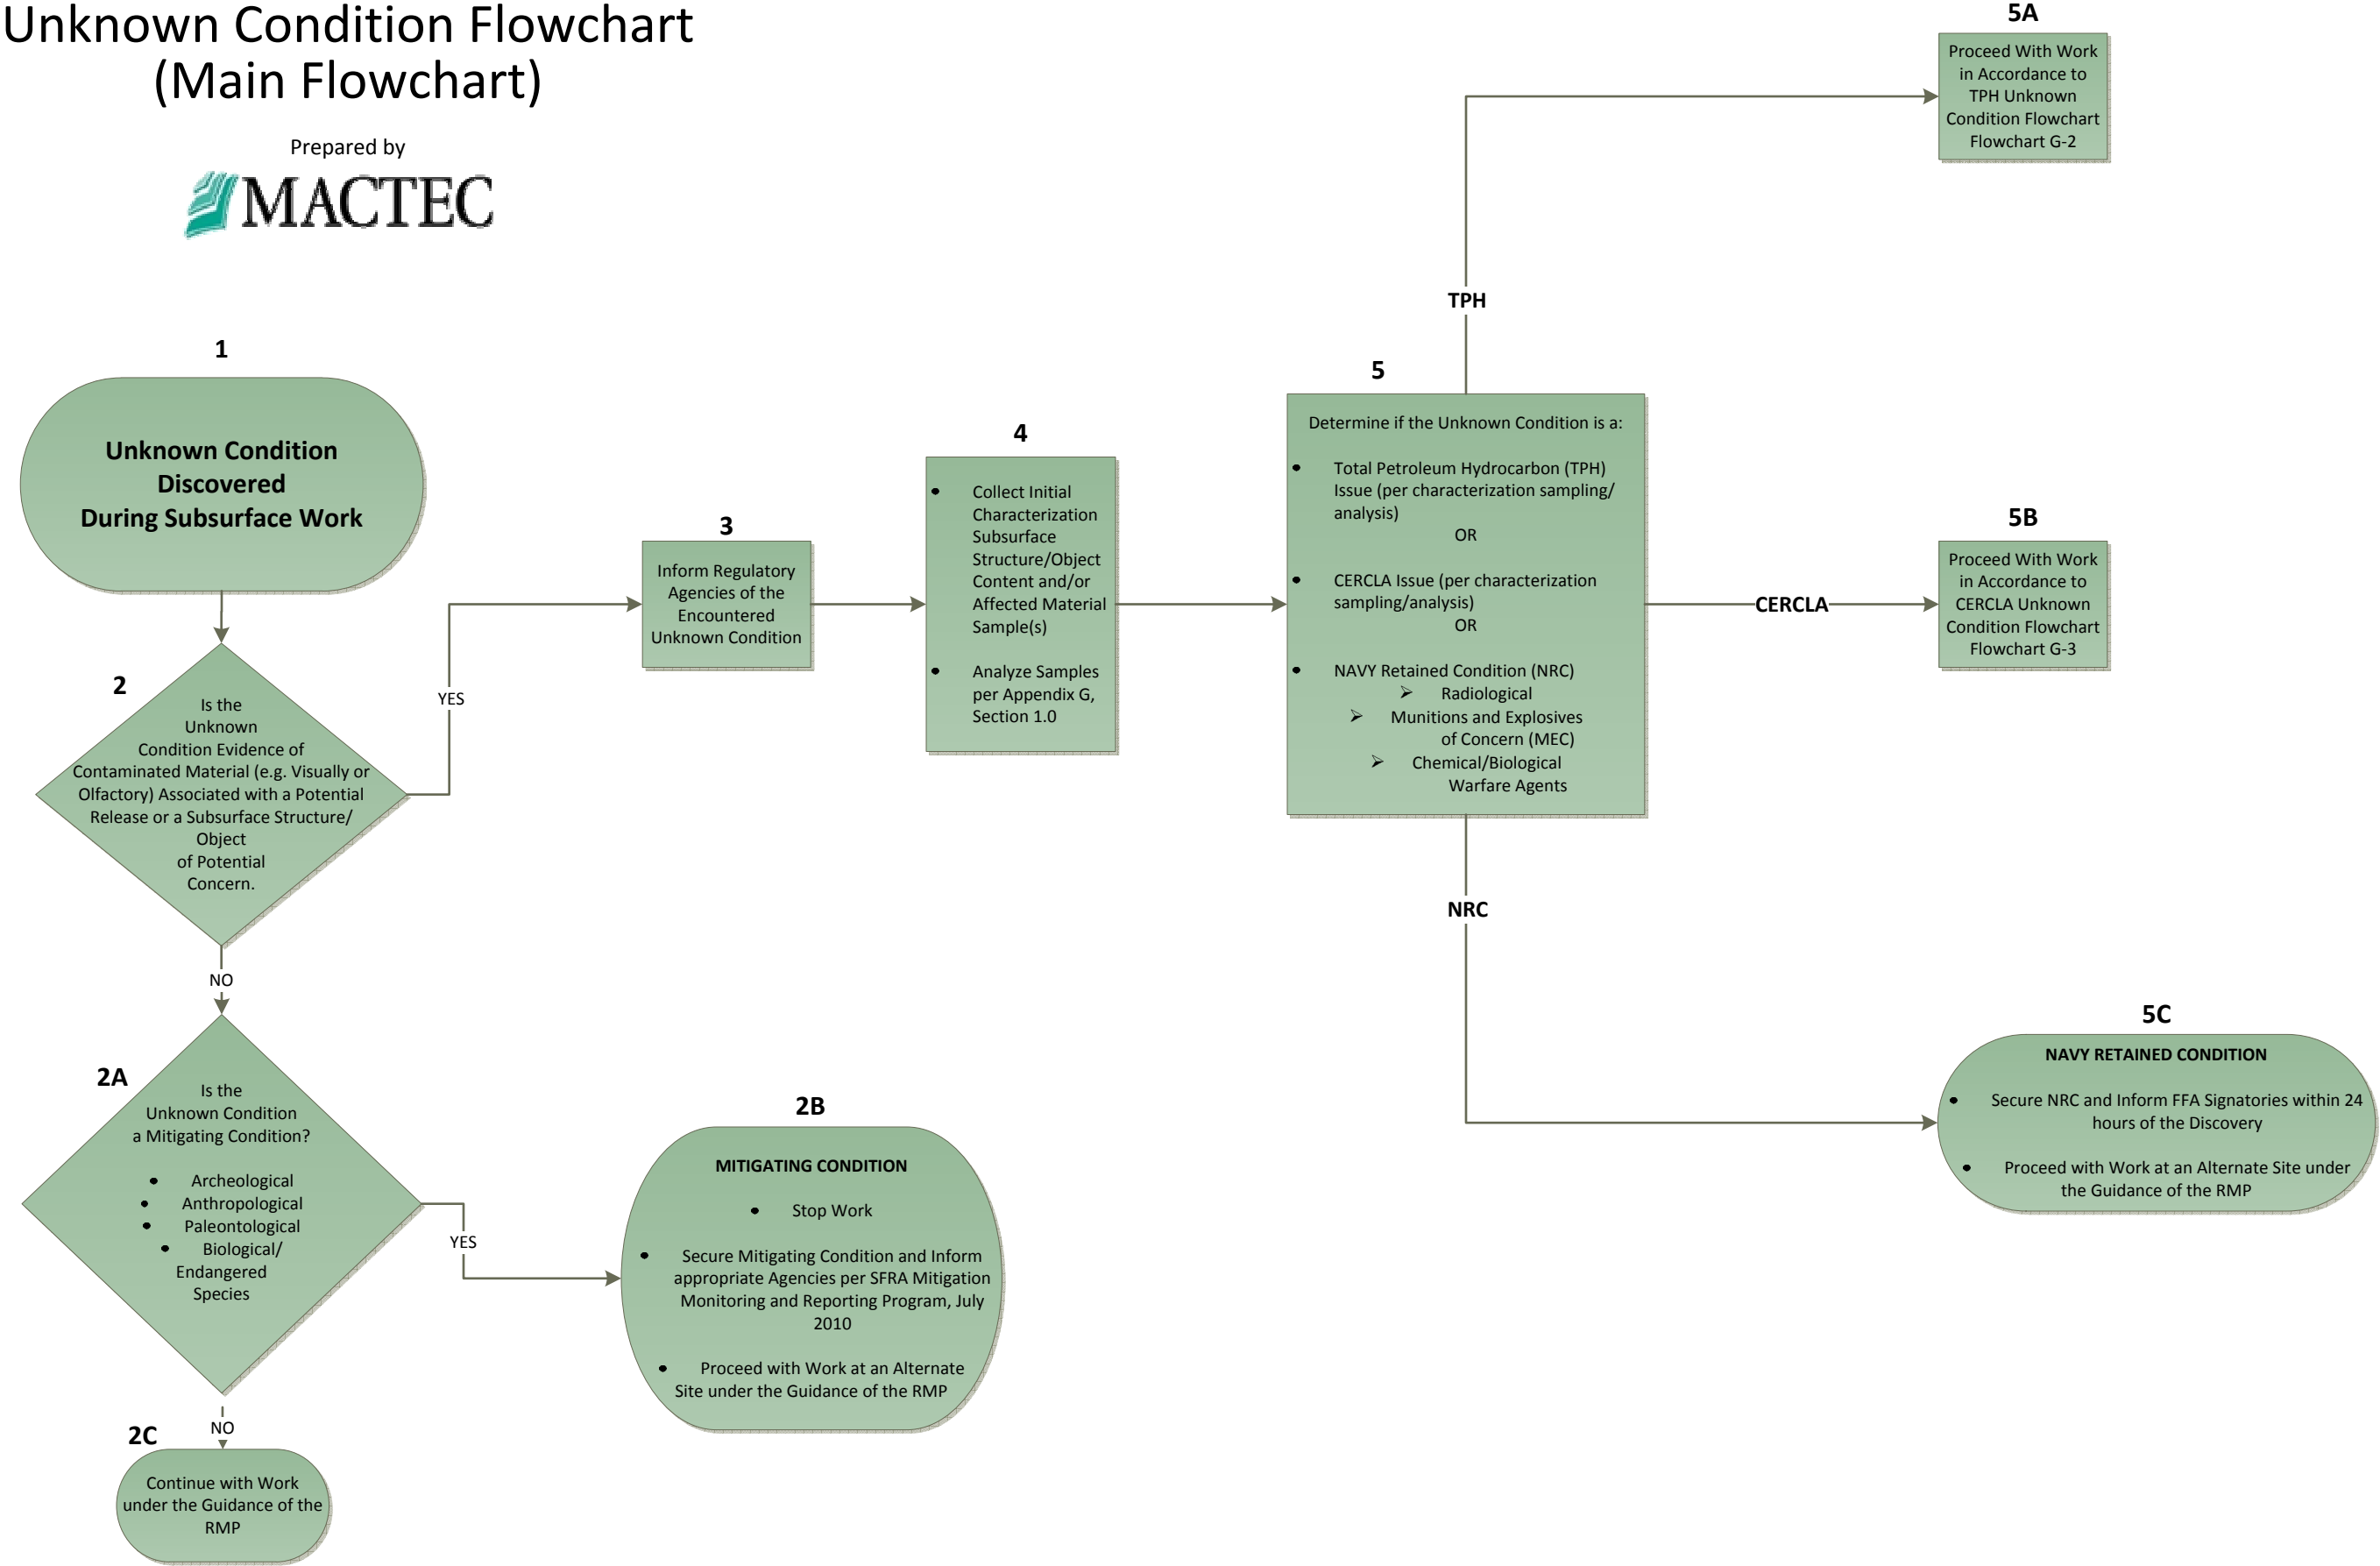 Unknown Condition Flowchart
(Main Flowchart)
Prepared by
MACTEC
1
Unknown Condition
Discovered
During Subsurface Work
2
Is the
Unknown
Condition Evidence of
Contaminated Material (e.g. Visually or
Olfactory) Associated with a Potential
Release or a Subsurface Structure/
Object
of Potential
Concern.
YES
NO
2A
Is the
Unknown Condition
a Mitigating Condition?
• Archeological
• Anthropological
• Paleontological
• Biological/
Endangered
Species
YES
NO
2B
MITIGATING CONDITION
• Stop Work
• Secure Mitigating Condition and Inform
appropriate Agencies per SFRA Mitigation
Monitoring and Reporting Program, July
2010
• Proceed with Work at an Alternate
Site under the Guidance of the RMP
2C
Continue with Work
under the Guidance of the
RMP
3
Inform Regulatory
Agencies of the
Encountered
Unknown Condition
4
• Collect Initial
Characterization
Subsurface
Structure/Object
Content and/or
Affected Material
Sample(s)
• Analyze Samples
per Appendix G,
Section 1.0
5
Determine if the Unknown Condition is a:
• Total Petroleum Hydrocarbon (TPH)
Issue (per characterization sampling/
analysis)
OR
• CERCLA Issue (per characterization
sampling/analysis)
OR
• NAVY Retained Condition (NRC)
➢ Radiological
➢ Munitions and Explosives
of Concern (MEC)
➢ Chemical/Biological
Warfare Agents
TPH
5A
Proceed With Work
in Accordance to
TPH Unknown
Condition Flowchart
Flowchart G-2
CERCLA
5B
Proceed With Work
in Accordance to
CERCLA Unknown
Condition Flowchart
Flowchart G-3
NRC
5C
NAVY RETAINED CONDITION
• Secure NRC and Inform FFA Signatories within 24
hours of the Discovery
• Proceed with Work at an Alternate Site under
the Guidance of the RMP